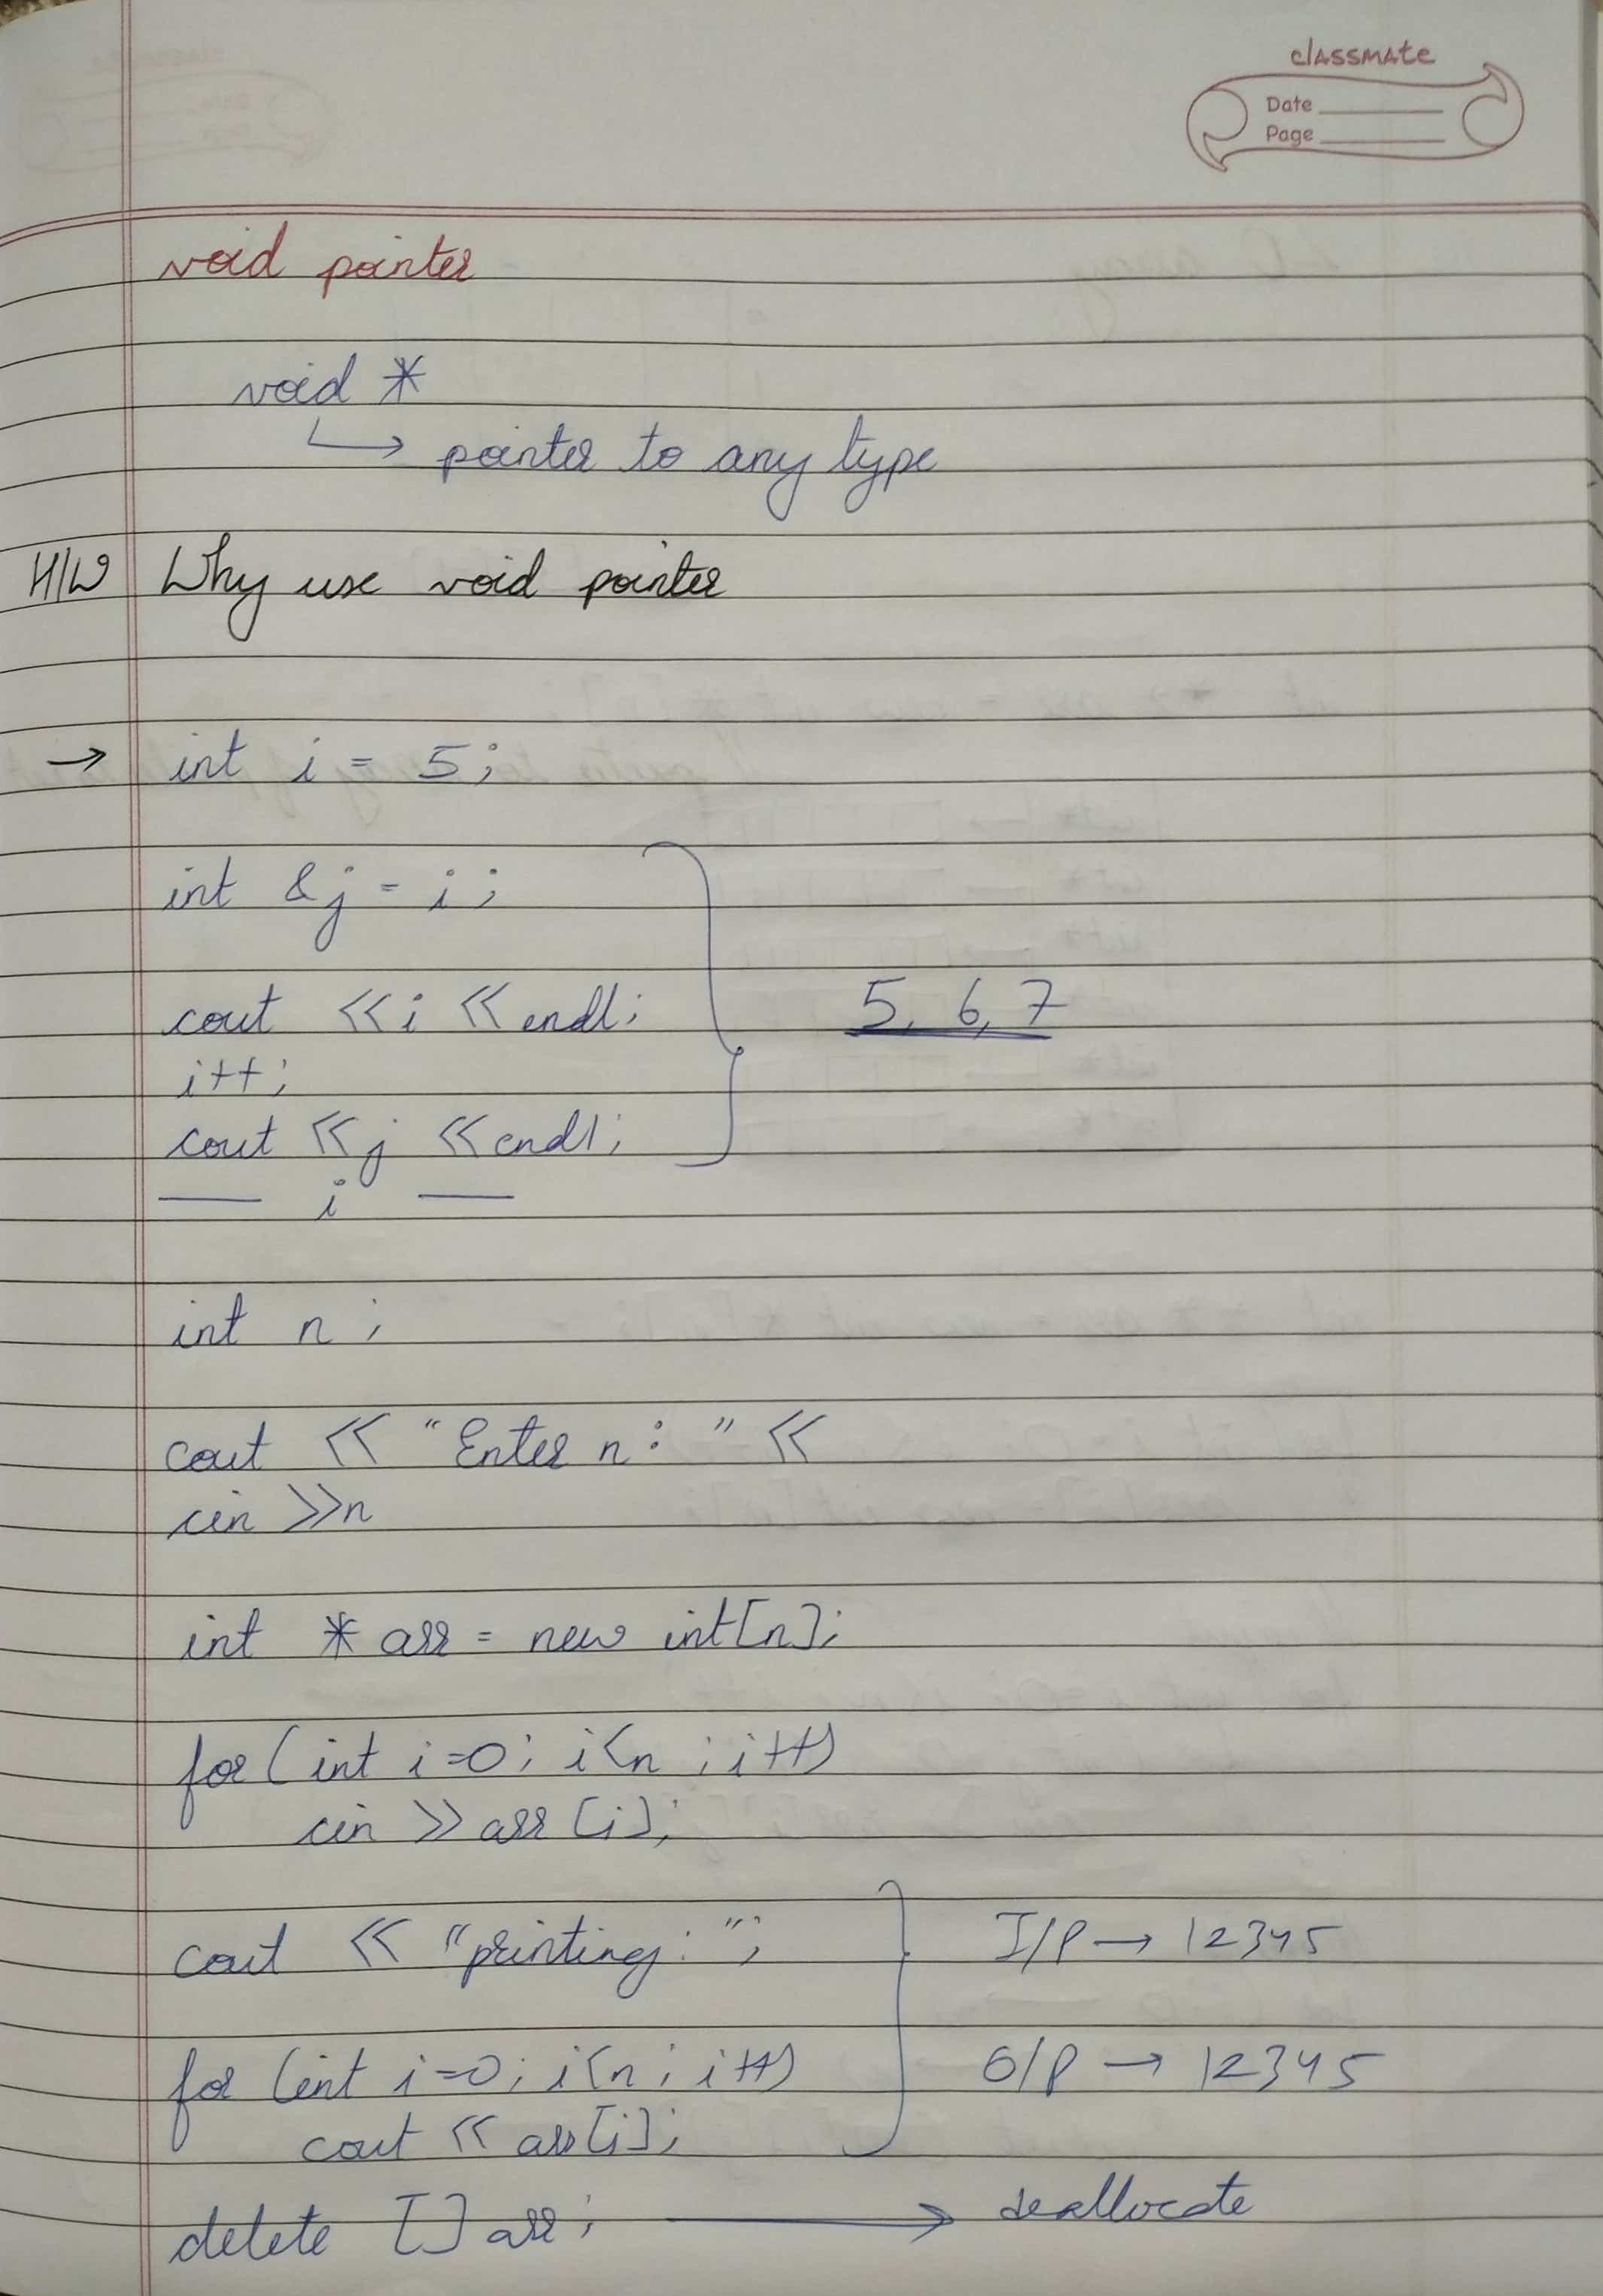 classmate
Date
Page
void pointer
void *
↳ pointer to any type
H/W Why use void pointer
→ int i = 5;
int &j = i;
cout <<i << endl;
5, 6, 7
i++;
cout << j << endl;
— i —
int n;
cout << "Enter n: " <<
cin >>n
int * arr = new int[n];
for (int i=0; i<n; i++)
cin >> arr[i];
cout << "printing: "; I/P → 12345
for (int i=0; i<n; i++) O/P → 12345
cout << arr[i];
delete [] arr; → deallocate